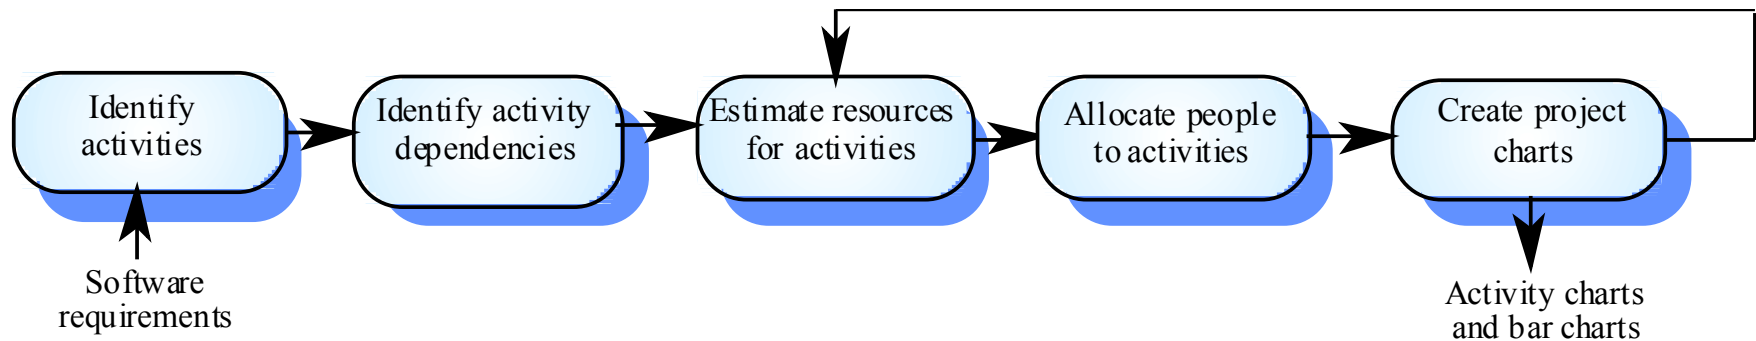 Identify
activities
Identify activity
dependencies
Estimate resources
for activities
Allocate people
to activities
Create project
charts
Software
requirements
Activity charts
and bar charts